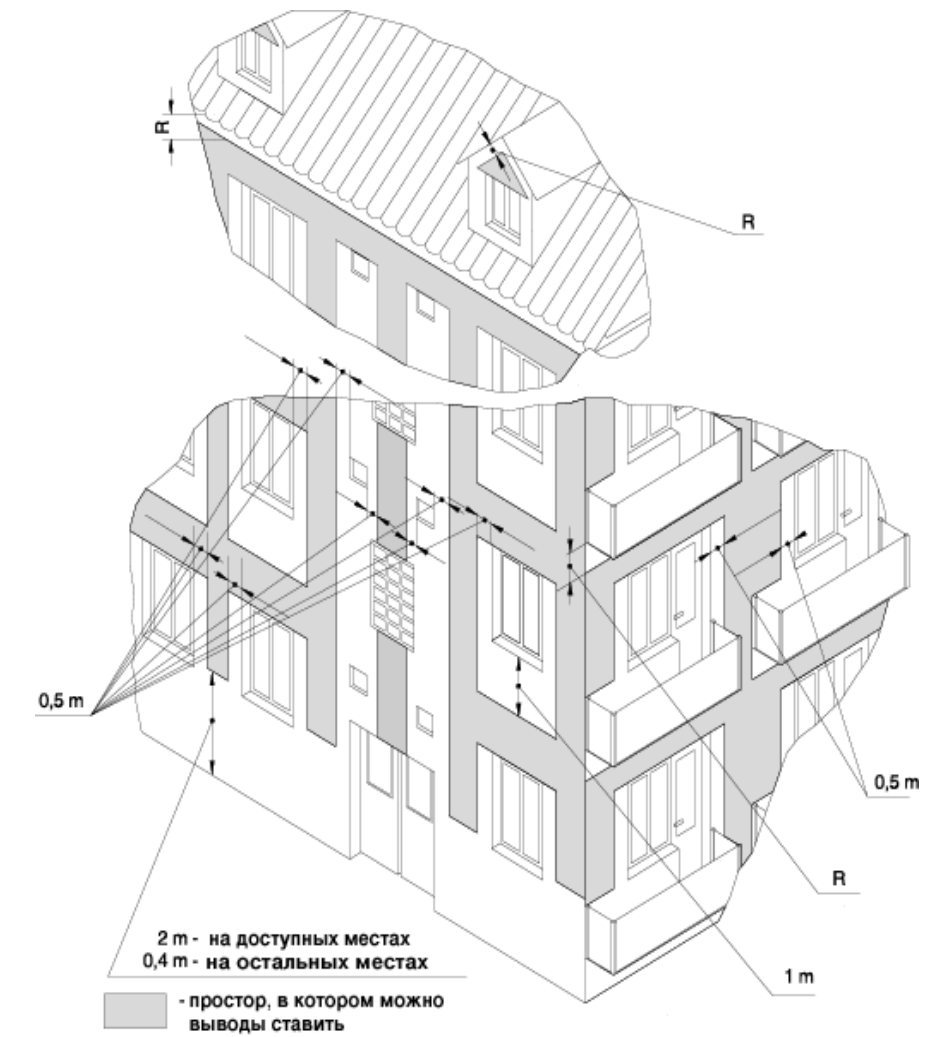 R
R
0,5 m
0,5 m
R
2 m - на доступных местах
0,4 m - на остальных местах
1 m
- простор, в котором можно
выводы ставить